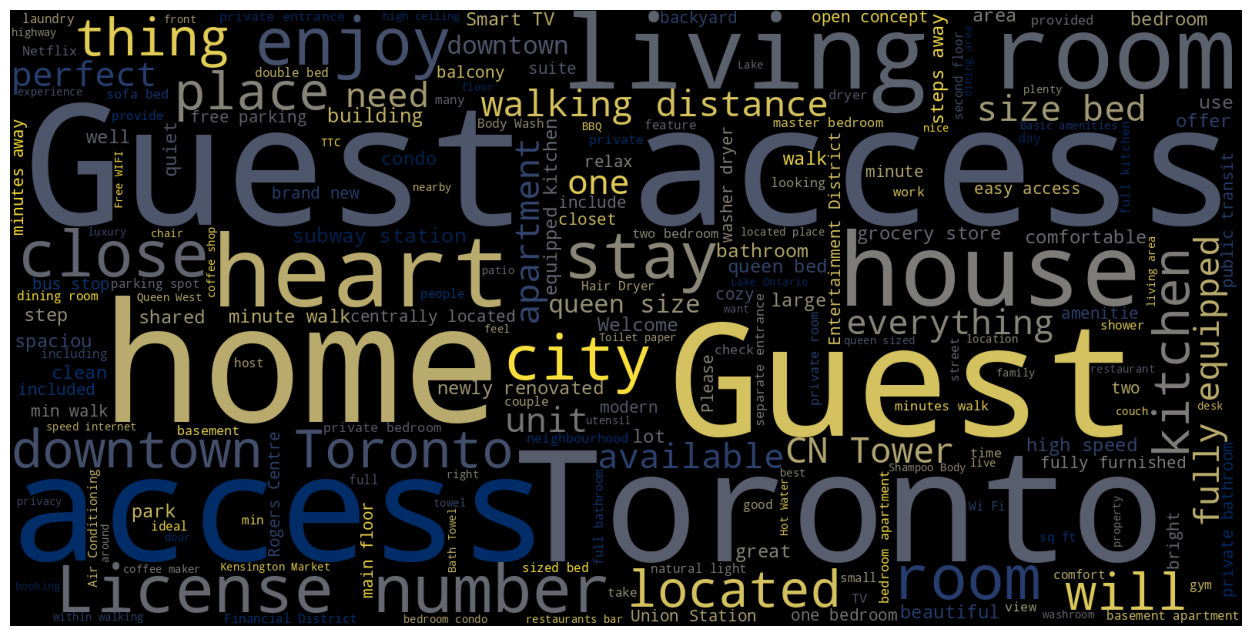 laundry
front
private entrance
high ceiling
Smart TV
backyard
open concept
area
provided
bedroom
highway
thing
enjoy
downtown
living room
Netflix
perfect
double bed
balcony
suite
Lake
steps away
second floor
dining area
experience
sofa bed
place
need
floor
many
walking distance
dryer
plenty
size bed
use
provide
free parking
building
Body Wash
BBQ
feature
master bedroom
nice
Basic amenities
offer
minutes away
well
quiet
TTC
private
day
Guest access
Free WIFI
condo
apartment
equipped kitchen
relax
washer dryer
walk
minute
Entertainment District
full kitchen
public transit
brand new
nearby
one
looking
work
easy access
include
closet
luxury
chair
coffee shop
subway station
two bedroom
located place
grocery store
comfortable
close
heart
stay
bathroom
house
living area
kitchen
fully equipped
bus stop
parking spot
patio
queen bed
Hair Dryer
Lake Ontario
dining room
Queen West
people
queen size
cozy
want
large
amenitie
step
shared
minute walk
centrally located
Welcome
separate entrance
everything
shower
spaciou
home
feel
Toilet paper
check
private room
queen sized
street
location
including
host
city
Guest
restaurant
clean
Please
family
included
newly renovated
two
couple
modern
minutes walk
couch
desk
min walk
unit
utensil
speed internet
basement
private bedroom
neighbourhood
lot
downtown Toronto
available
CN Tower
time
high speed
Rogers Centre
right
best
Shampoo Body
live
fully furnished
full
access
Toronto
privacy
Air Conditioning
around
park
towel
full bathroom
good
Hot Water
bedroom apartment
Wi Fi
property
private bathroom
ideal
min
door
main floor
Bath Towel
great
sq ft
bright
coffee maker
Kensington Market
sized bed
natural light
License number
take
located
small
room
comfort
will
gym
booking
TV
view
within walking
Financial District
bedroom condo
restaurants bar
Union Station
one bedroom
beautiful
washroom
basement apartment